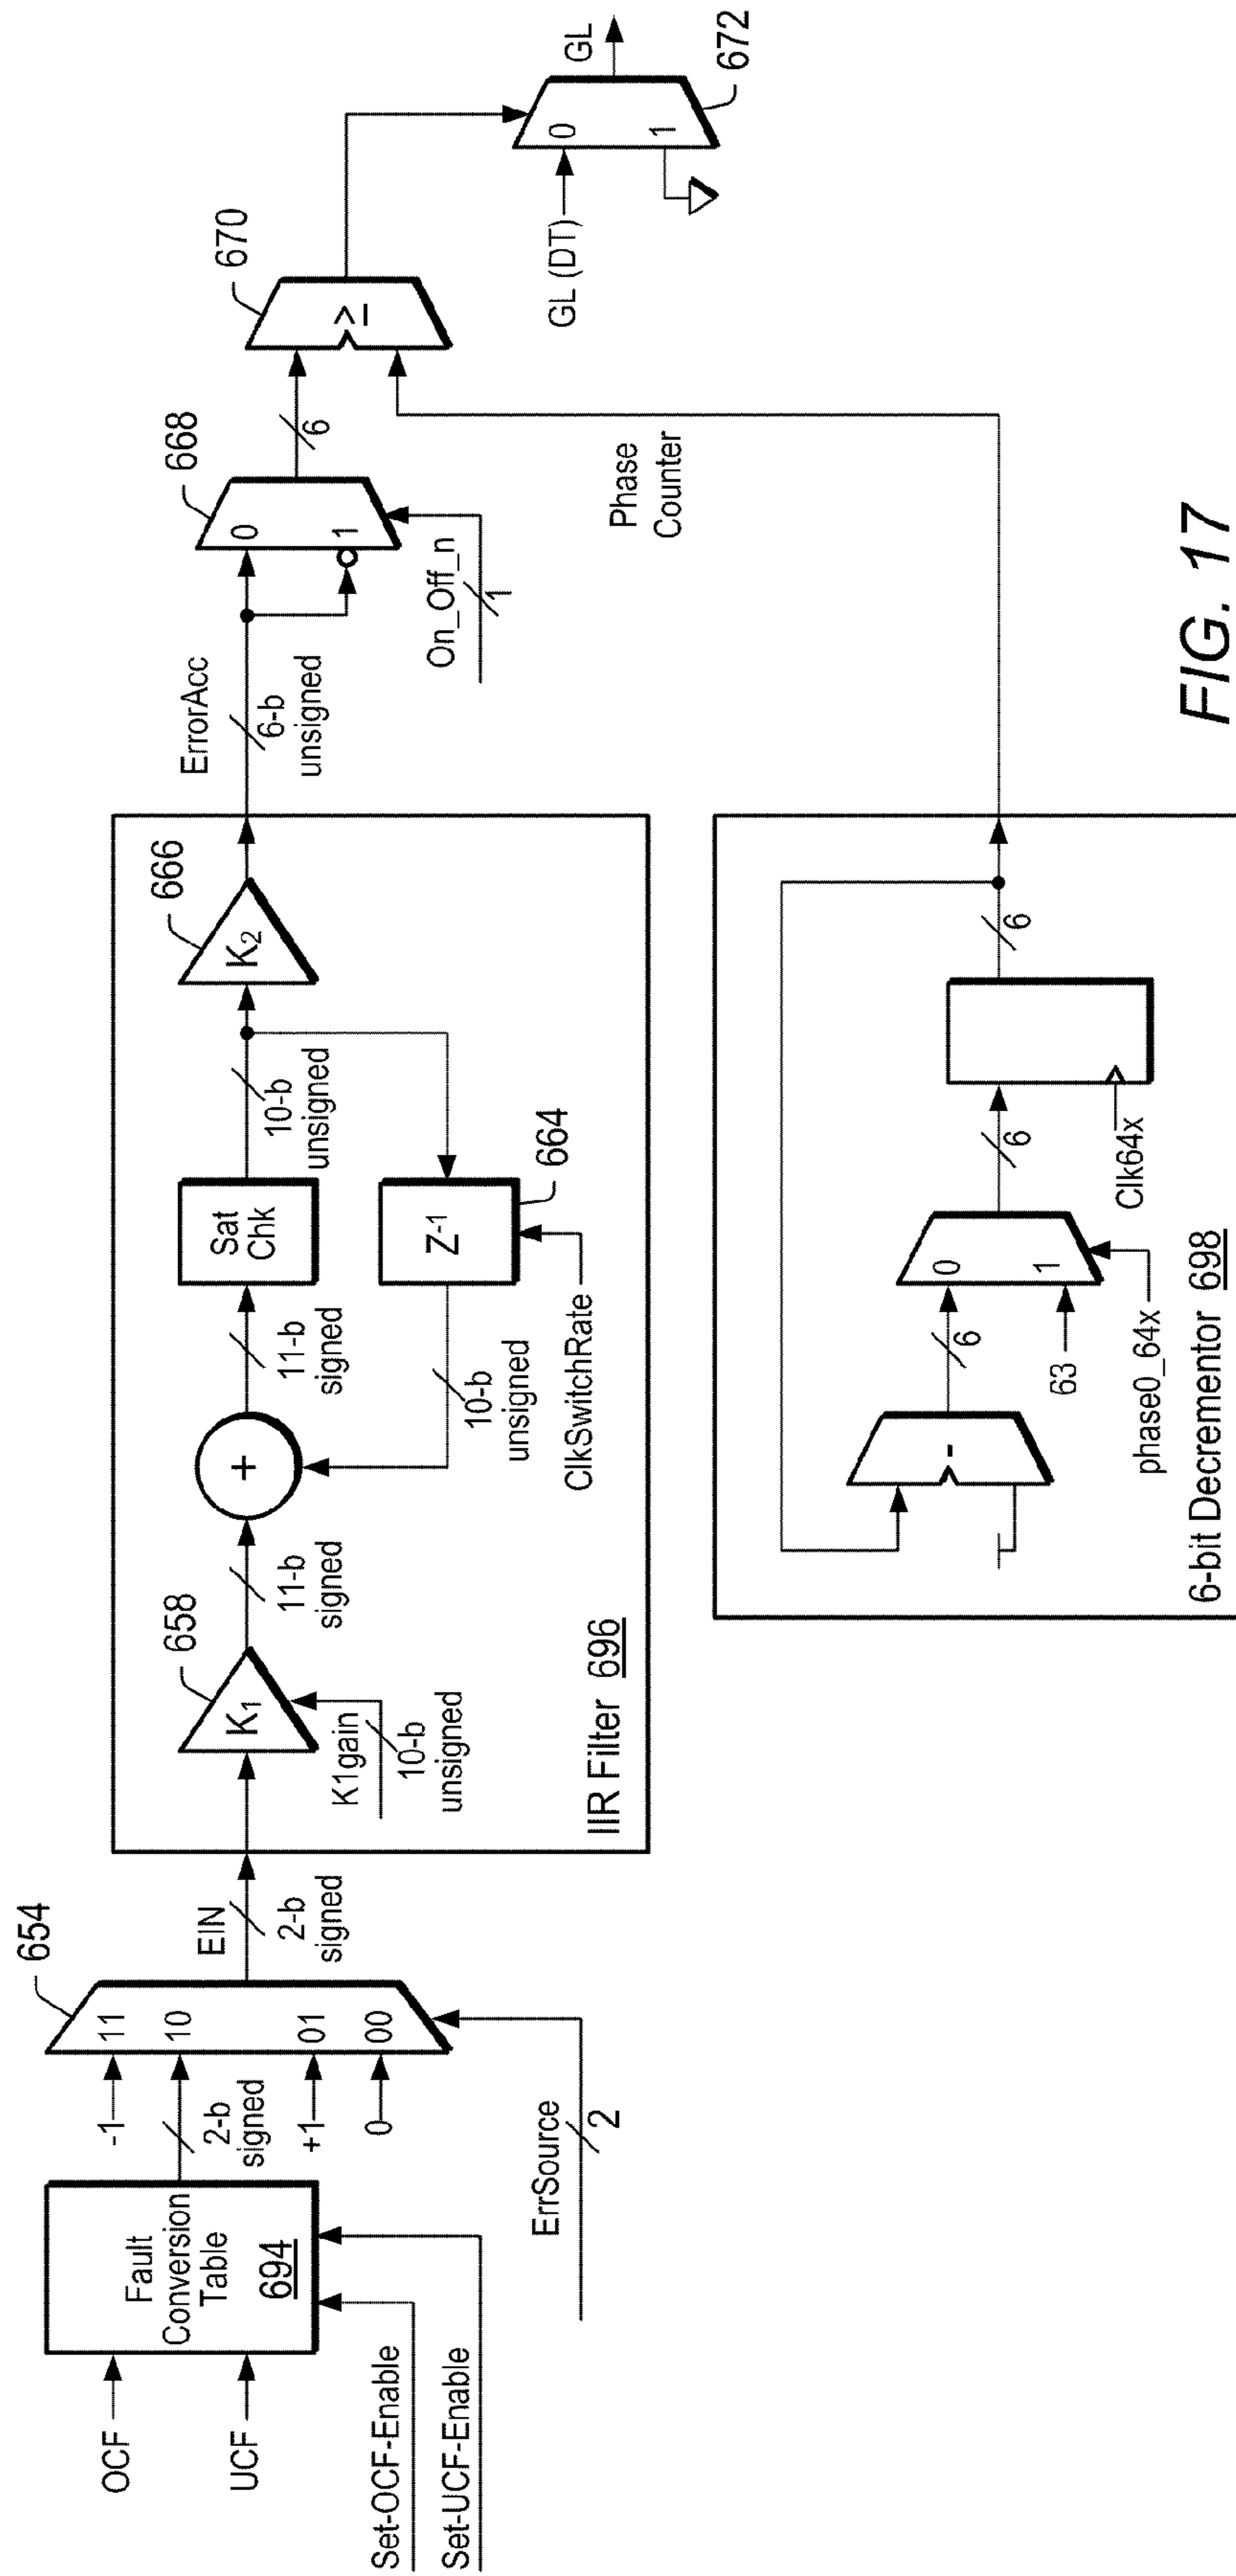 OCF
UCF
Set-OCF-Enable
Set-UCF-Enable
Fault
Conversion
Table
694
-1
2-b
signed
+1
0
11
10
01
00
654
ErrSource
2
EIN
2-b
signed
K1
658
K1gain
10-b
unsigned
11-b
signed
+
11-b
signed
Sat
Chk
10-b
unsigned
Z-1
664
10-b
unsigned
ClkSwitchRate
K2
666
IIR Filter 696
ErrorAcc
6-b
unsigned
0
1
668
On_Off_n
1
6
>=
670
Phase
Counter
GL (DT)
0
1
GL
672
-
6
0
1
63
phase0_64x
6
Clk64x
6
6-bit Decrementor 698
FIG. 17